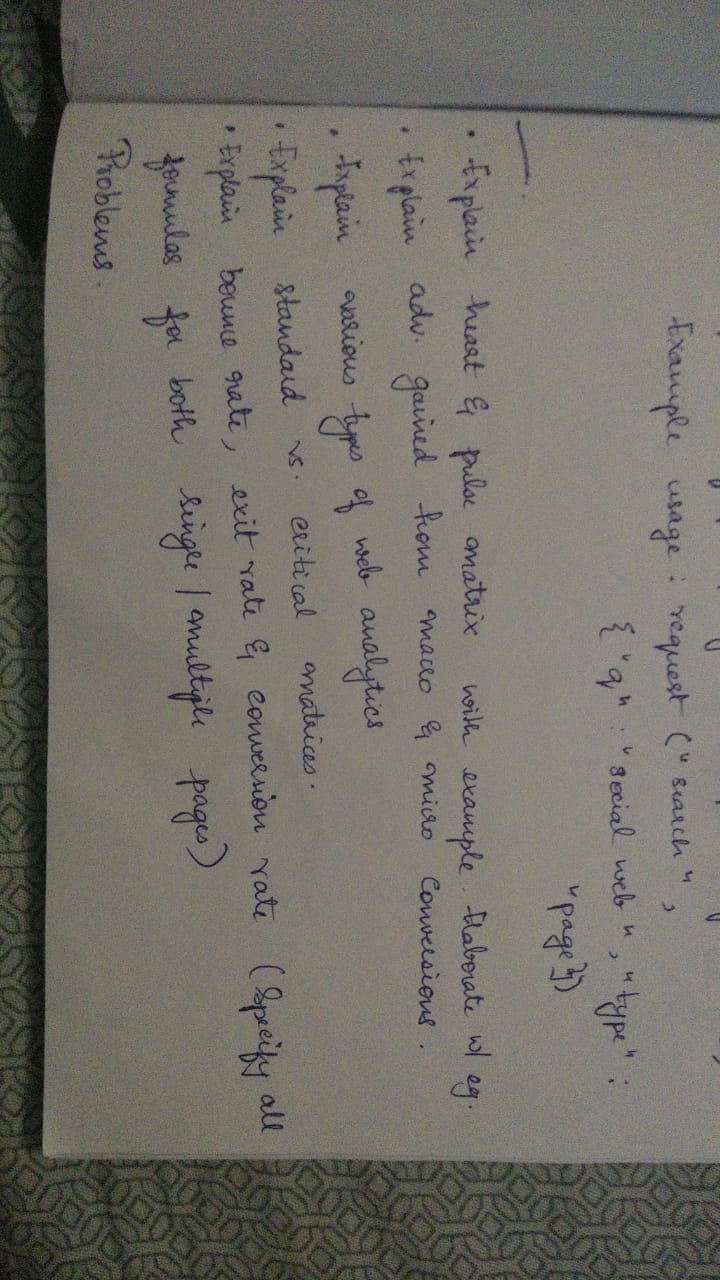 Example usage : request ("search",
{"q" : "social web", "type" :
"page"})
• Explain heart & pulse matrix with example. Elaborate w/ eg.
• Explain adv. gained from macro & micro conversions.
• Explain various types of web analytics
• Explain standard vs. critical matrices.
• Explain bounce rate, exit rate & conversion rate (Specify all
formulas for both single / multiple pages)
Problems.